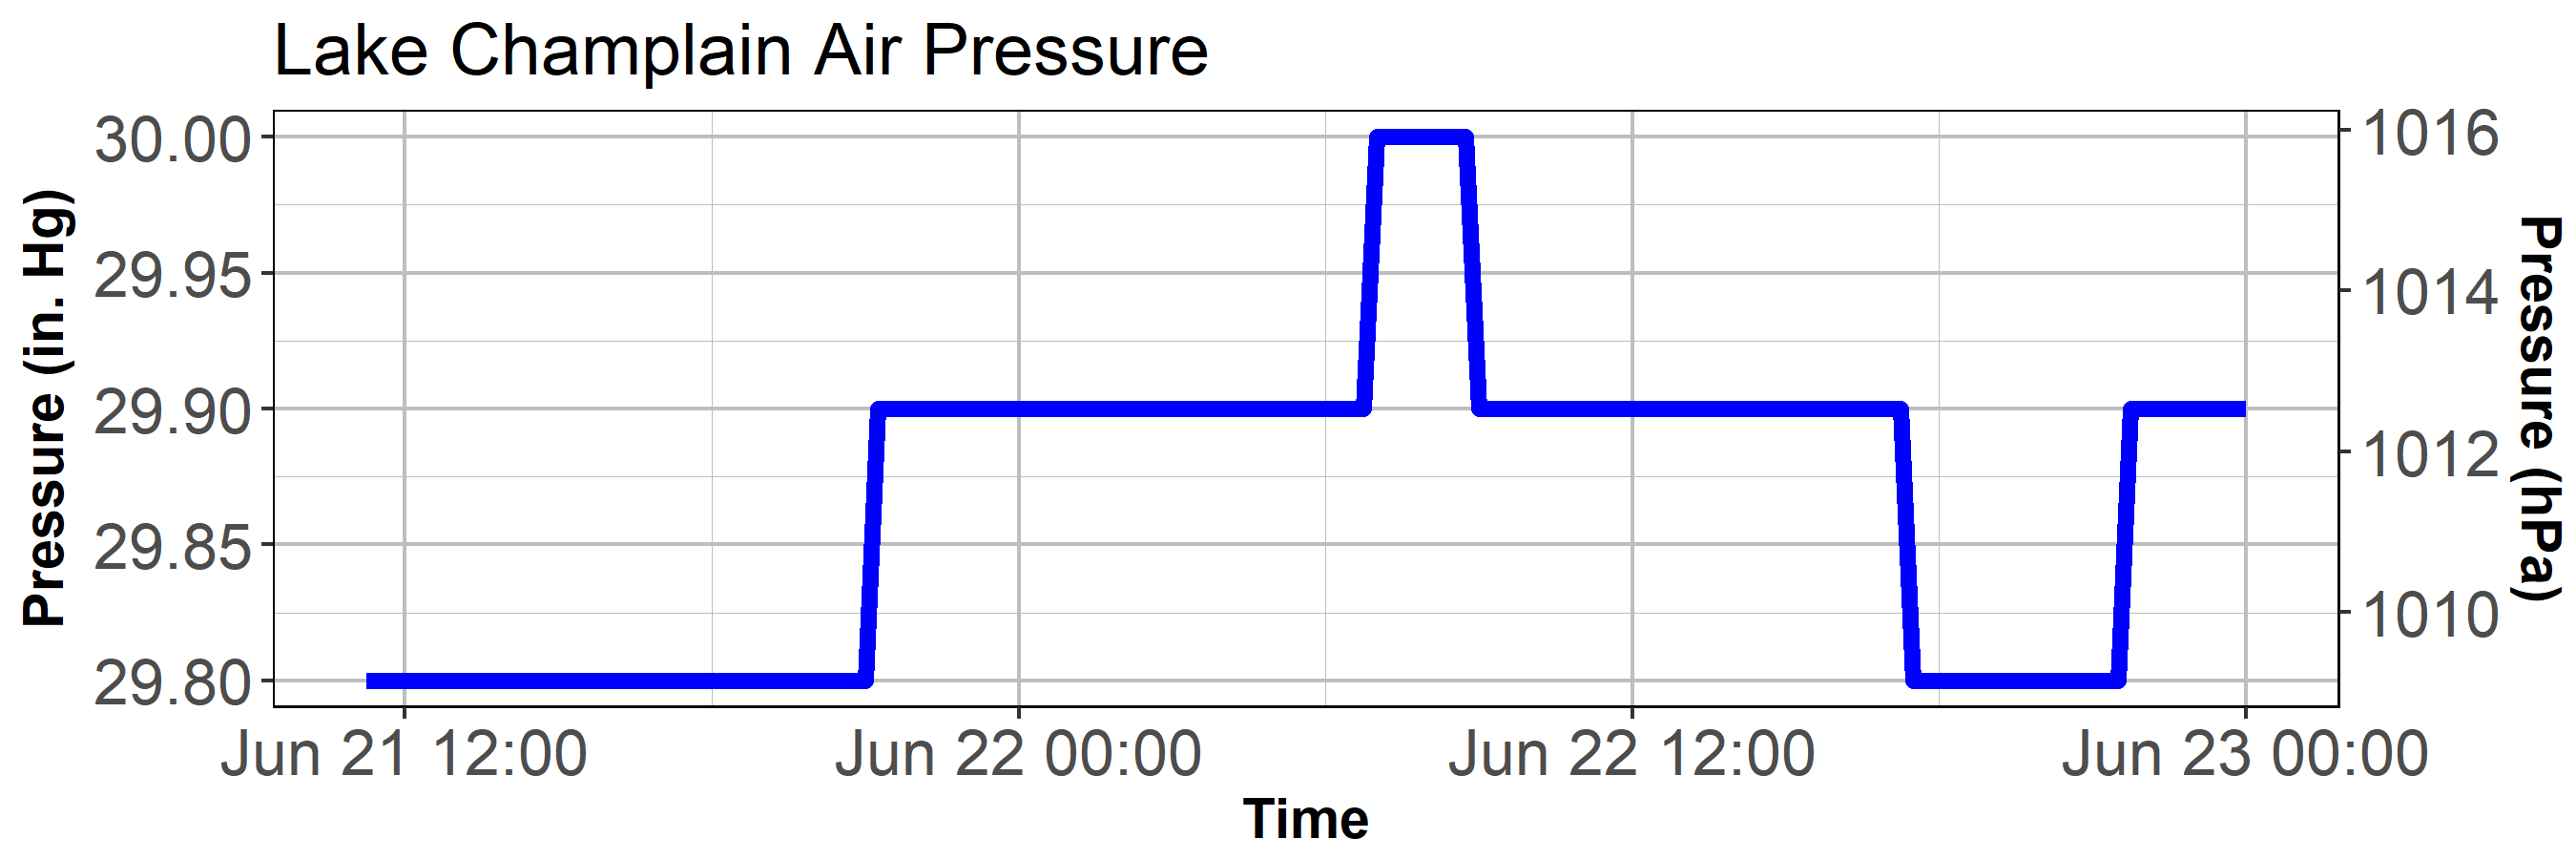 Lake Champlain Air Pressure
30.00
29.95
29.90
29.85
29.80
Pressure (in. Hg)
1016
1014
1012
1010
Pressure (hPa)
Jun 21 12:00
Jun 22 00:00
Jun 22 12:00
Jun 23 00:00
Time